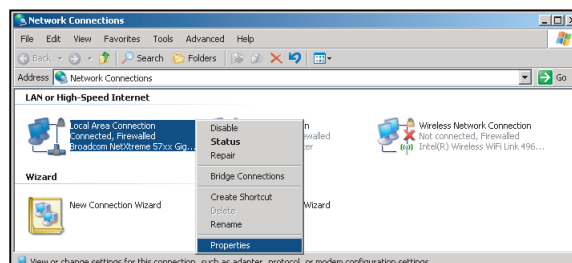 Network Connections
File Edit View Favorites Tools Advanced Help
Back Search Folders
Address Network Connections Go
LAN or High-Speed Internet
Local Area Connection
Connected, Firewalled
Broadcom NetXtreme 57xx Gig...
Disable
Status
Repair
Bridge Connections
Create Shortcut
Delete
Rename
Properties
Wireless Network Connection
Not connected, Firewalled
Intel(R) Wireless WiFi Link 496...
Wizard
New Connection Wizard
Wizard
View or change settings for this connection, such as adapter, protocol, or modem configuration settings.